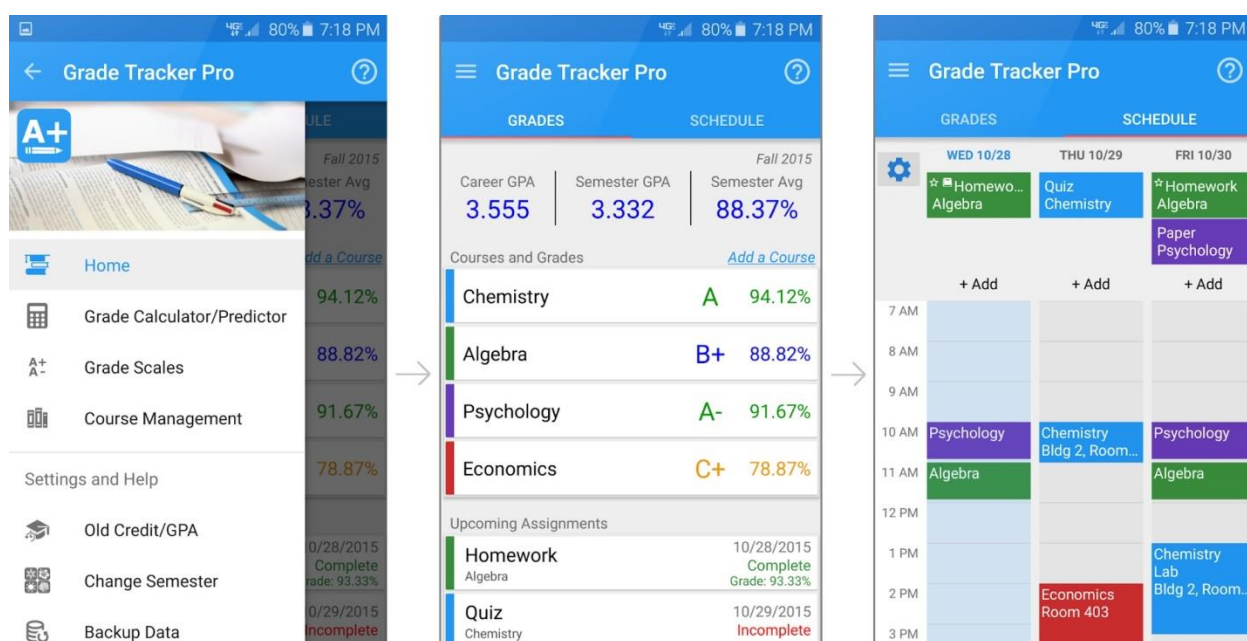 4GE 80% 7:18 PM
Grade Tracker Pro
A+
ULE
Fall 2015
ester Avg
3.37%
Home
dd a Course
Grade Calculator/Predictor
94.12%
A+
A-
Grade Scales
88.82%
Course Management
91.67%
Settings and Help
78.87%
Old Credit/GPA
0/28/2015
Complete
rade: 93.33%
Change Semester
0/29/2015
Backup Data
Incomplete
4GE 80% 7:18 PM
Grade Tracker Pro
GRADES SCHEDULE
Fall 2015
Career GPA Semester GPA Semester Avg
3.555 3.332 88.37%
Courses and Grades Add a Course
Chemistry A 94.12%
Algebra B+ 88.82%
Psychology A- 91.67%
Economics C+ 78.87%
Upcoming Assignments
Homework 10/28/2015
Algebra Complete
Grade: 93.33%
Quiz 10/29/2015
Chemistry Incomplete
4GE 80% 7:18 PM
Grade Tracker Pro
GRADES SCHEDULE
WED 10/28 THU 10/29 FRI 10/30
Homewo... Quiz Homework
Algebra Chemistry Algebra
Paper
Psychology
+ Add + Add + Add
7 AM
8 AM
9 AM
10 AM Psychology Chemistry Psychology
Bldg 2, Room...
11 AM Algebra Algebra
12 PM
1 PM Chemistry
Lab
Bldg 2, Room..
2 PM Economics
Room 403
3 PM